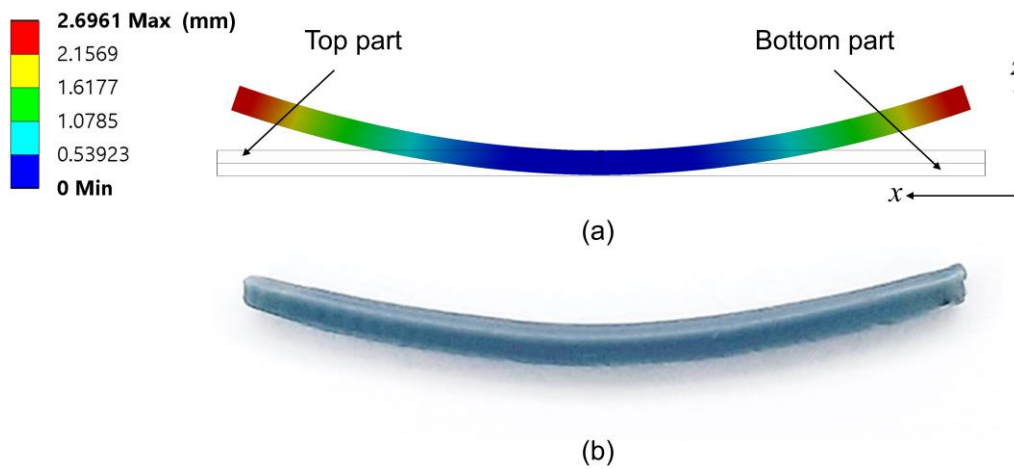 2.6961 Max (mm)
2.1569
1.6177
1.0785
0.53923
0 Min
Top part
Bottom part
x
(a)
(b)